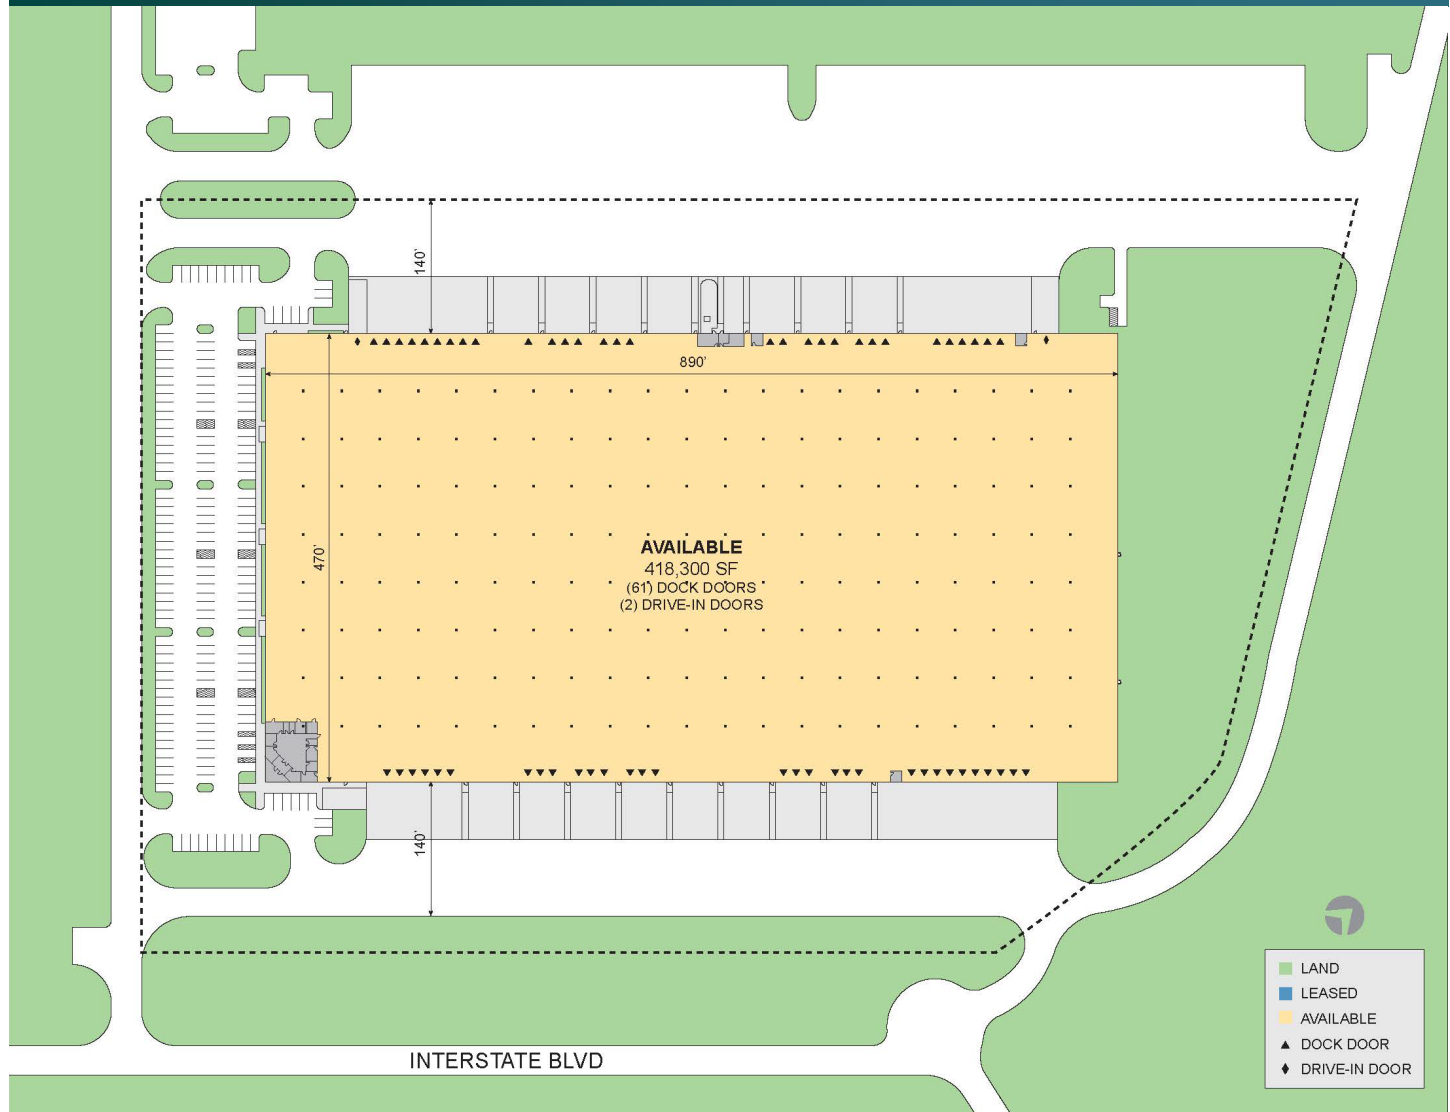 140'
890'
470'
AVAILABLE
418,300 SF
(61) DOCK DOORS
(2) DRIVE-IN DOORS
140'
INTERSTATE BLVD
LAND
LEASED
AVAILABLE
DOCK DOOR
DRIVE-IN DOOR